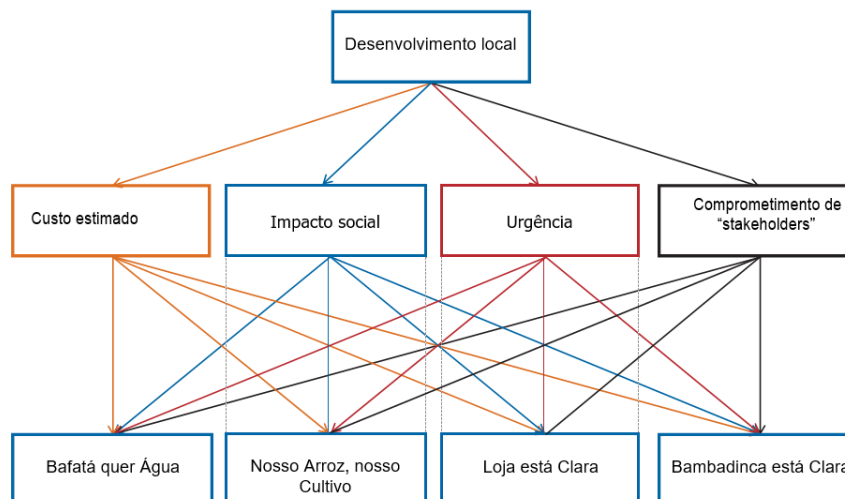 Desenvolvimento local
Custo estimado
Impacto social
Urgência
Comprometimento de
“stakeholders”
Bafatá quer Água
Nosso Arroz, nosso
Cultivo
Loja está Clara
Bambadinca está Clara